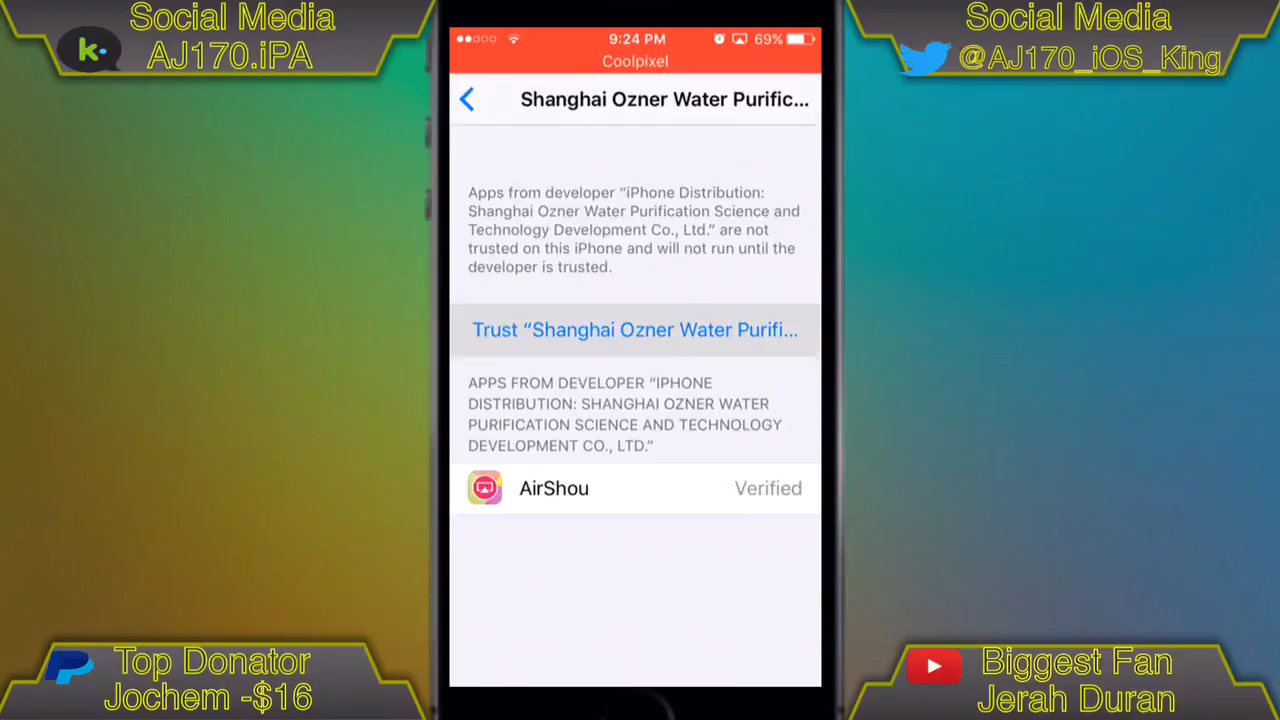 Social Media
AJ170.iPA
Social Media
@AJ170_iOS_King
9:24 PM
69%
Coolpixel
Shanghai Ozner Water Purific...
Apps from developer “iPhone Distribution:
Shanghai Ozner Water Purification Science and
Technology Development Co., Ltd.” are not
trusted on this iPhone and will not run until the
developer is trusted.
Trust “Shanghai Ozner Water Purifi...
APPS FROM DEVELOPER “IPHONE
DISTRIBUTION: SHANGHAI OZNER WATER
PURIFICATION SCIENCE AND TECHNOLOGY
DEVELOPMENT CO., LTD.”
AirShou
Verified
Top Donator
Jochem -$16
Biggest Fan
Jerah Duran
k